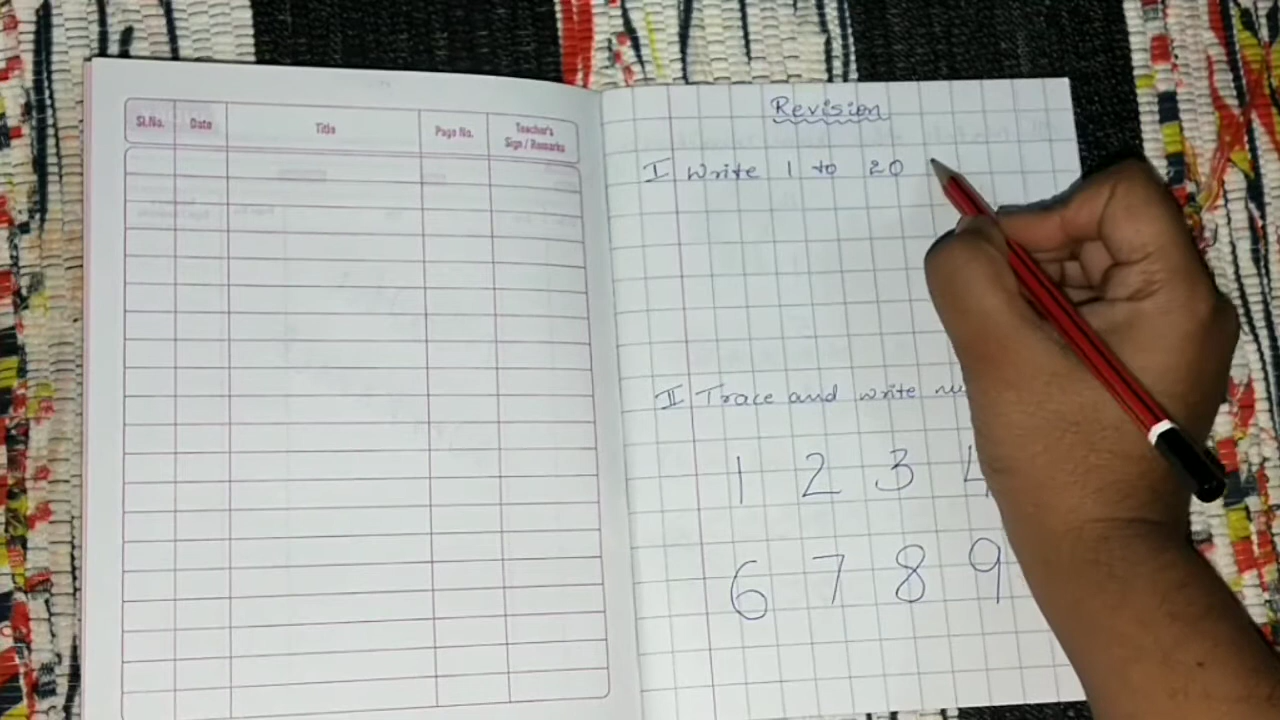 Sl.No. Date Title Page No. Teacher's Sign / Remarks
Revision
I Write 1 to 20
II Trace and write
1 2 3 4
6 7 8 9